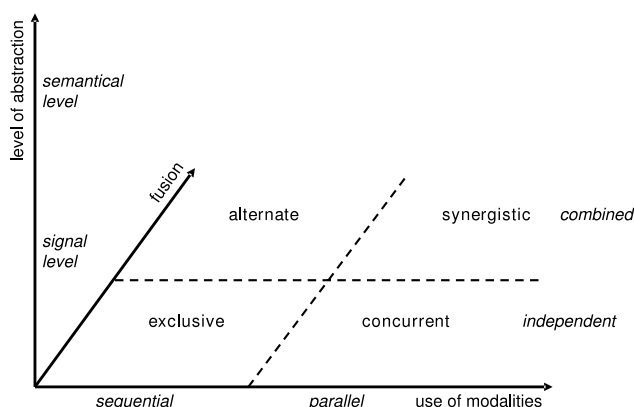 level of abstraction
semantical
level
fusion
alternate
synergistic
combined
signal
level
exclusive
concurrent
independent
sequential
parallel
use of modalities